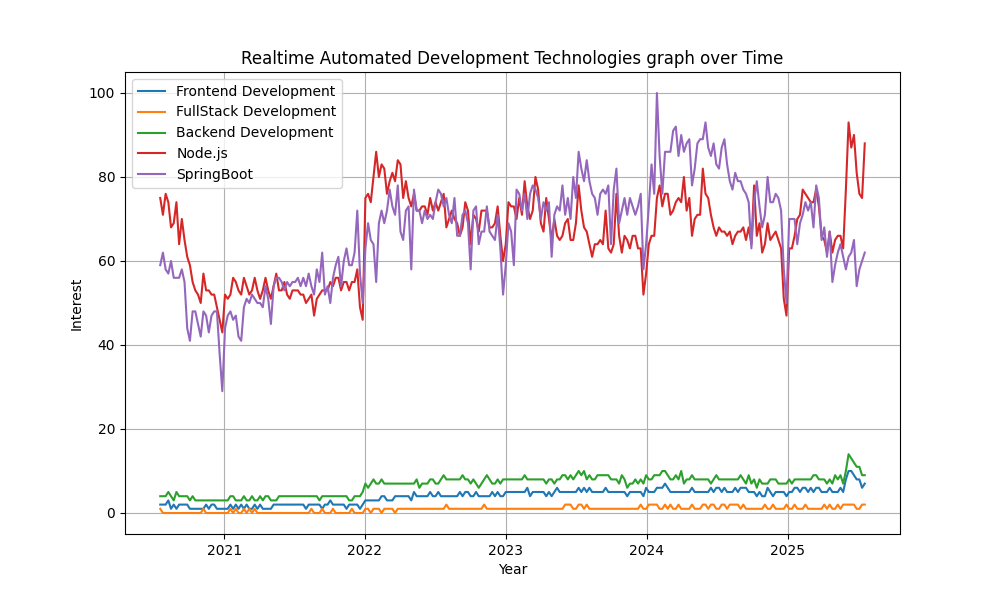 Realtime Automated Development Technologies graph over Time
Frontend Development
FullStack Development
Backend Development
Node.js
SpringBoot
100
80
60
40
20
0
Interest
2021 2022 2023 2024 2025
Year